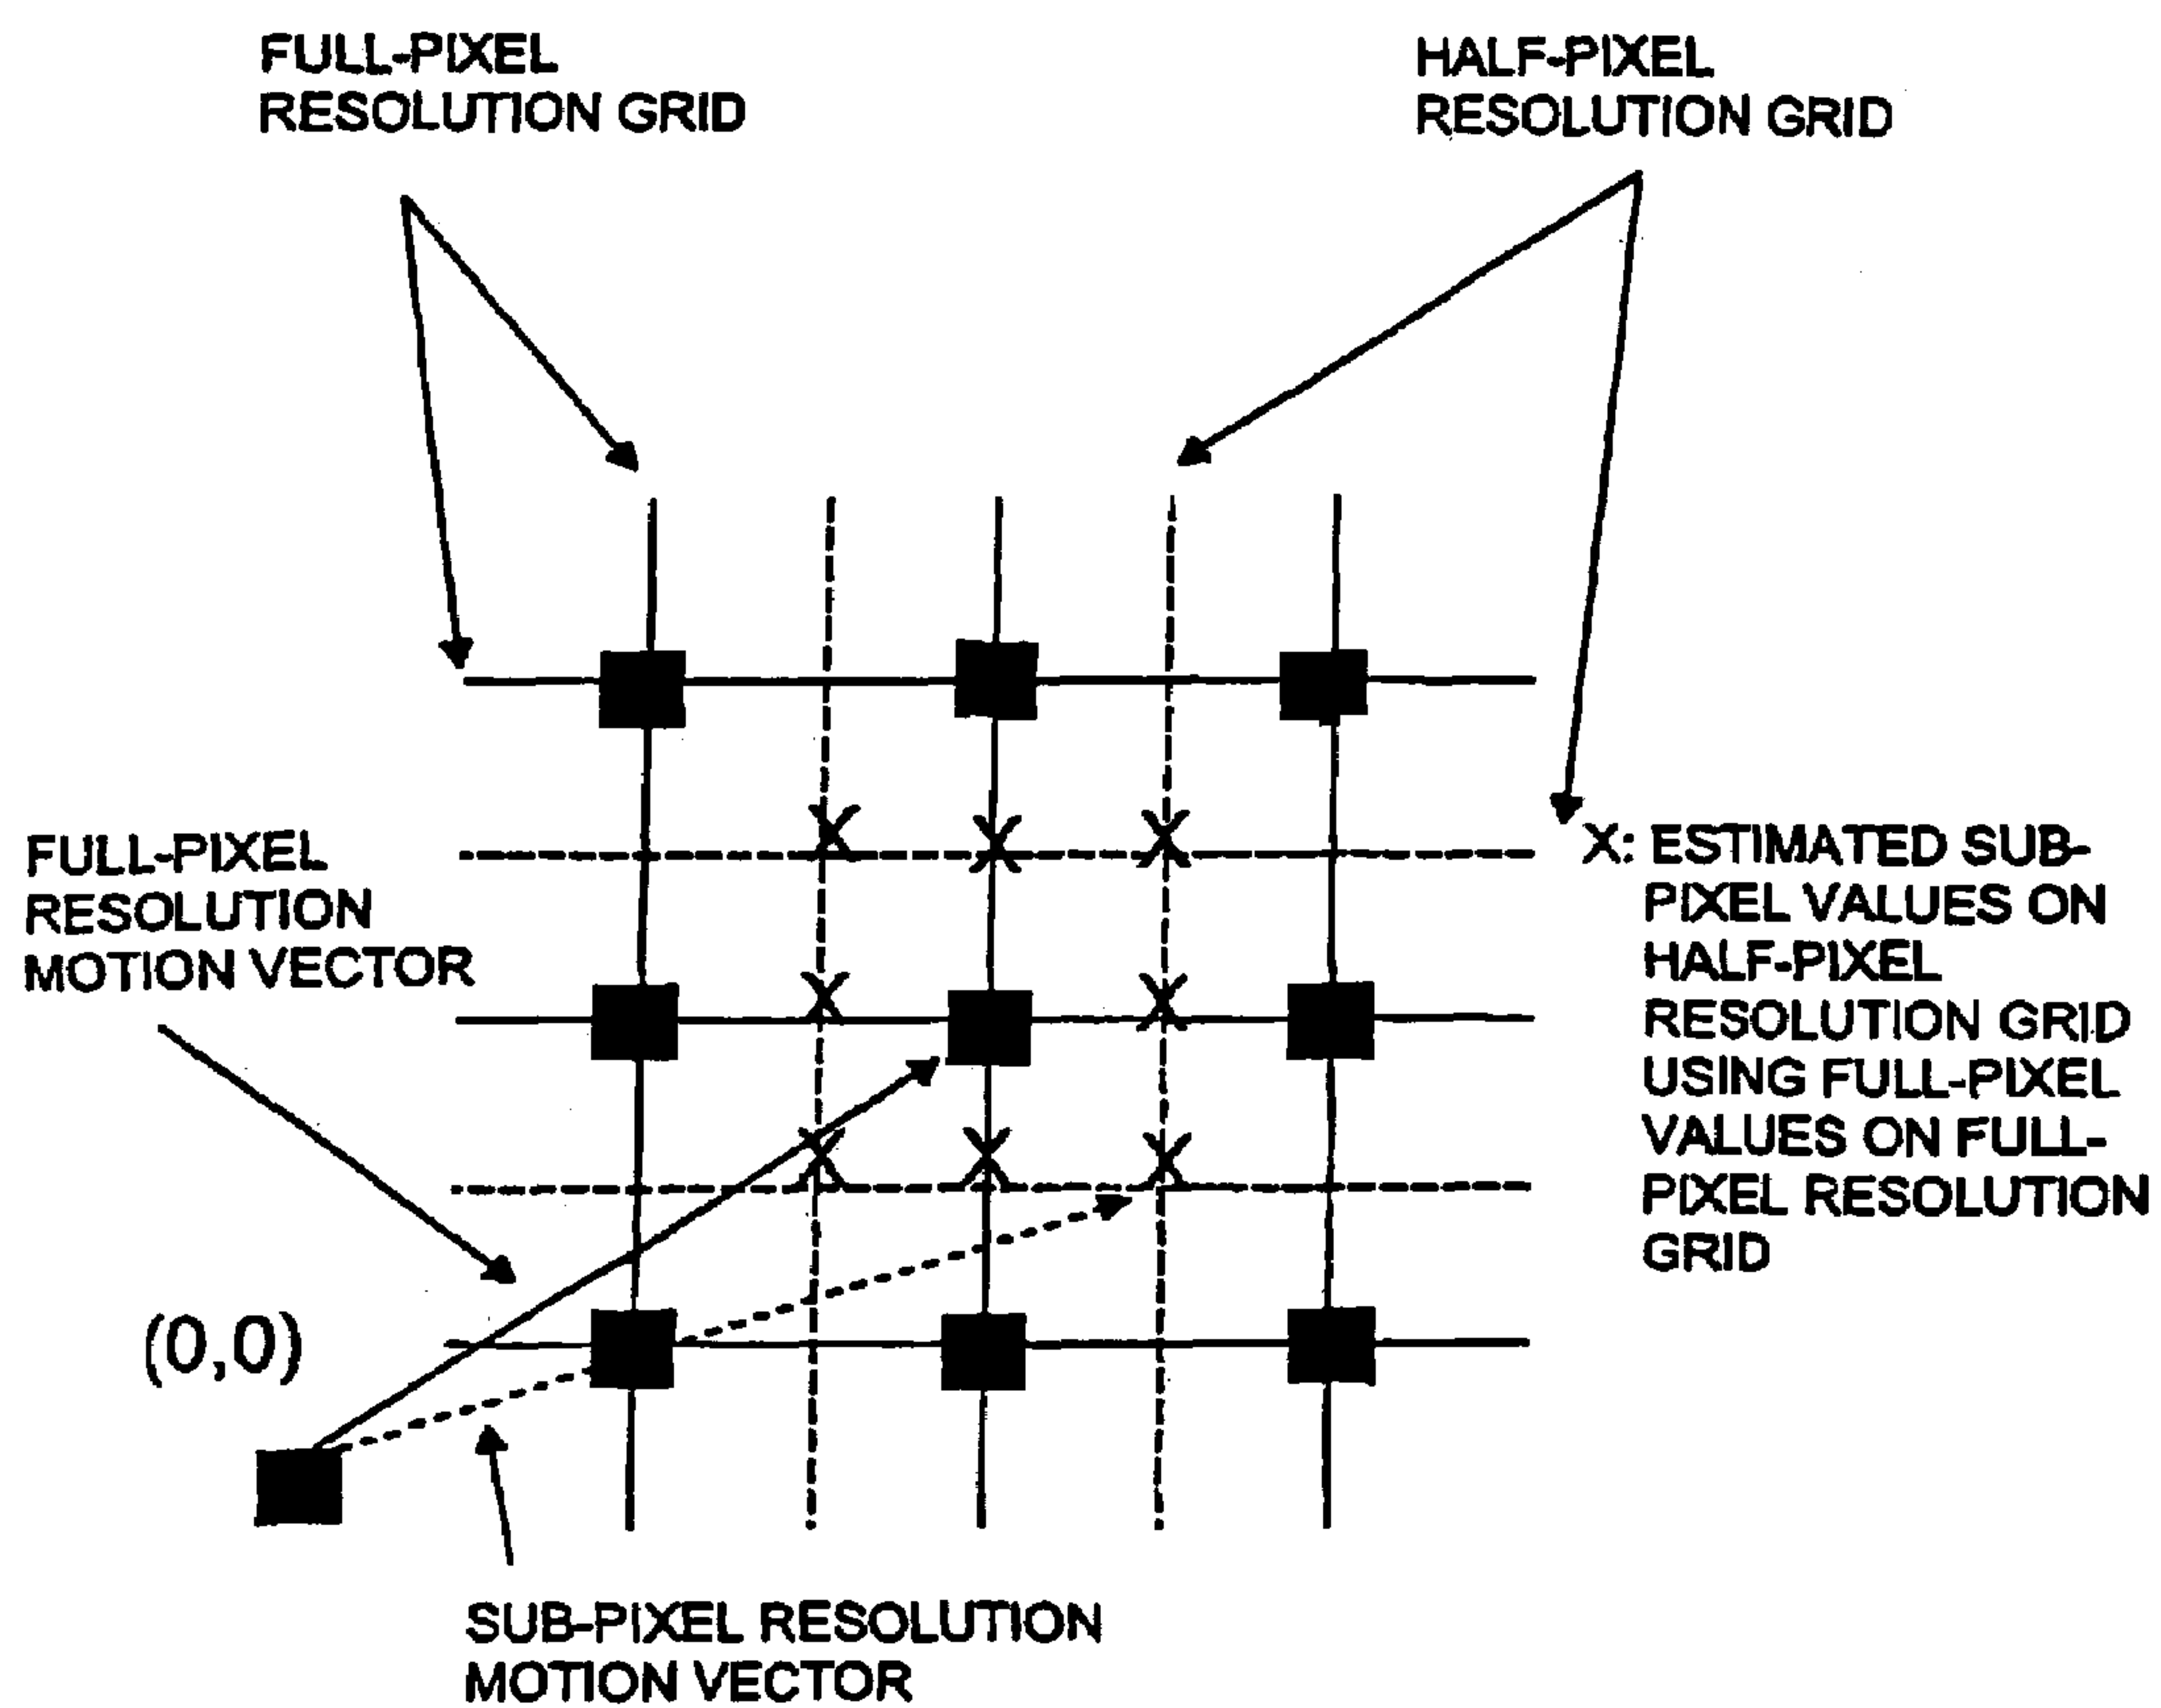 FULL-PIXEL
RESOLUTION GRID
HALF-PIXEL
RESOLUTION GRID
FULL-PIXEL
RESOLUTION
MOTION VECTOR
X: ESTIMATED SUB-
PIXEL VALUES ON
HALF-PIXEL
RESOLUTION GRID
USING FULL-PIXEL
VALUES ON FULL-
PIXEL RESOLUTION
GRID
X X X
X X
X X X
(0,0)
SUB-PIXEL RESOLUTION
MOTION VECTOR